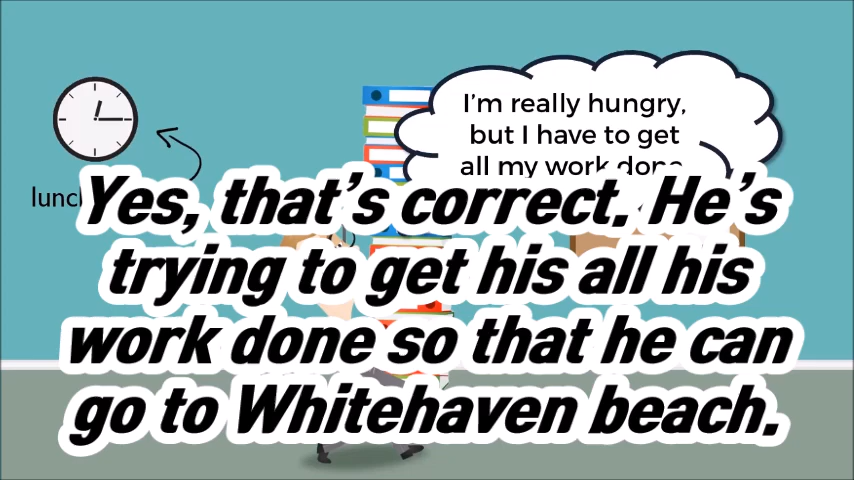 I'm really hungry,
but I have to get
all my work done
Yes, that's correct. He's
trying to get his all his
work done so that he can
go to Whitehaven beach.